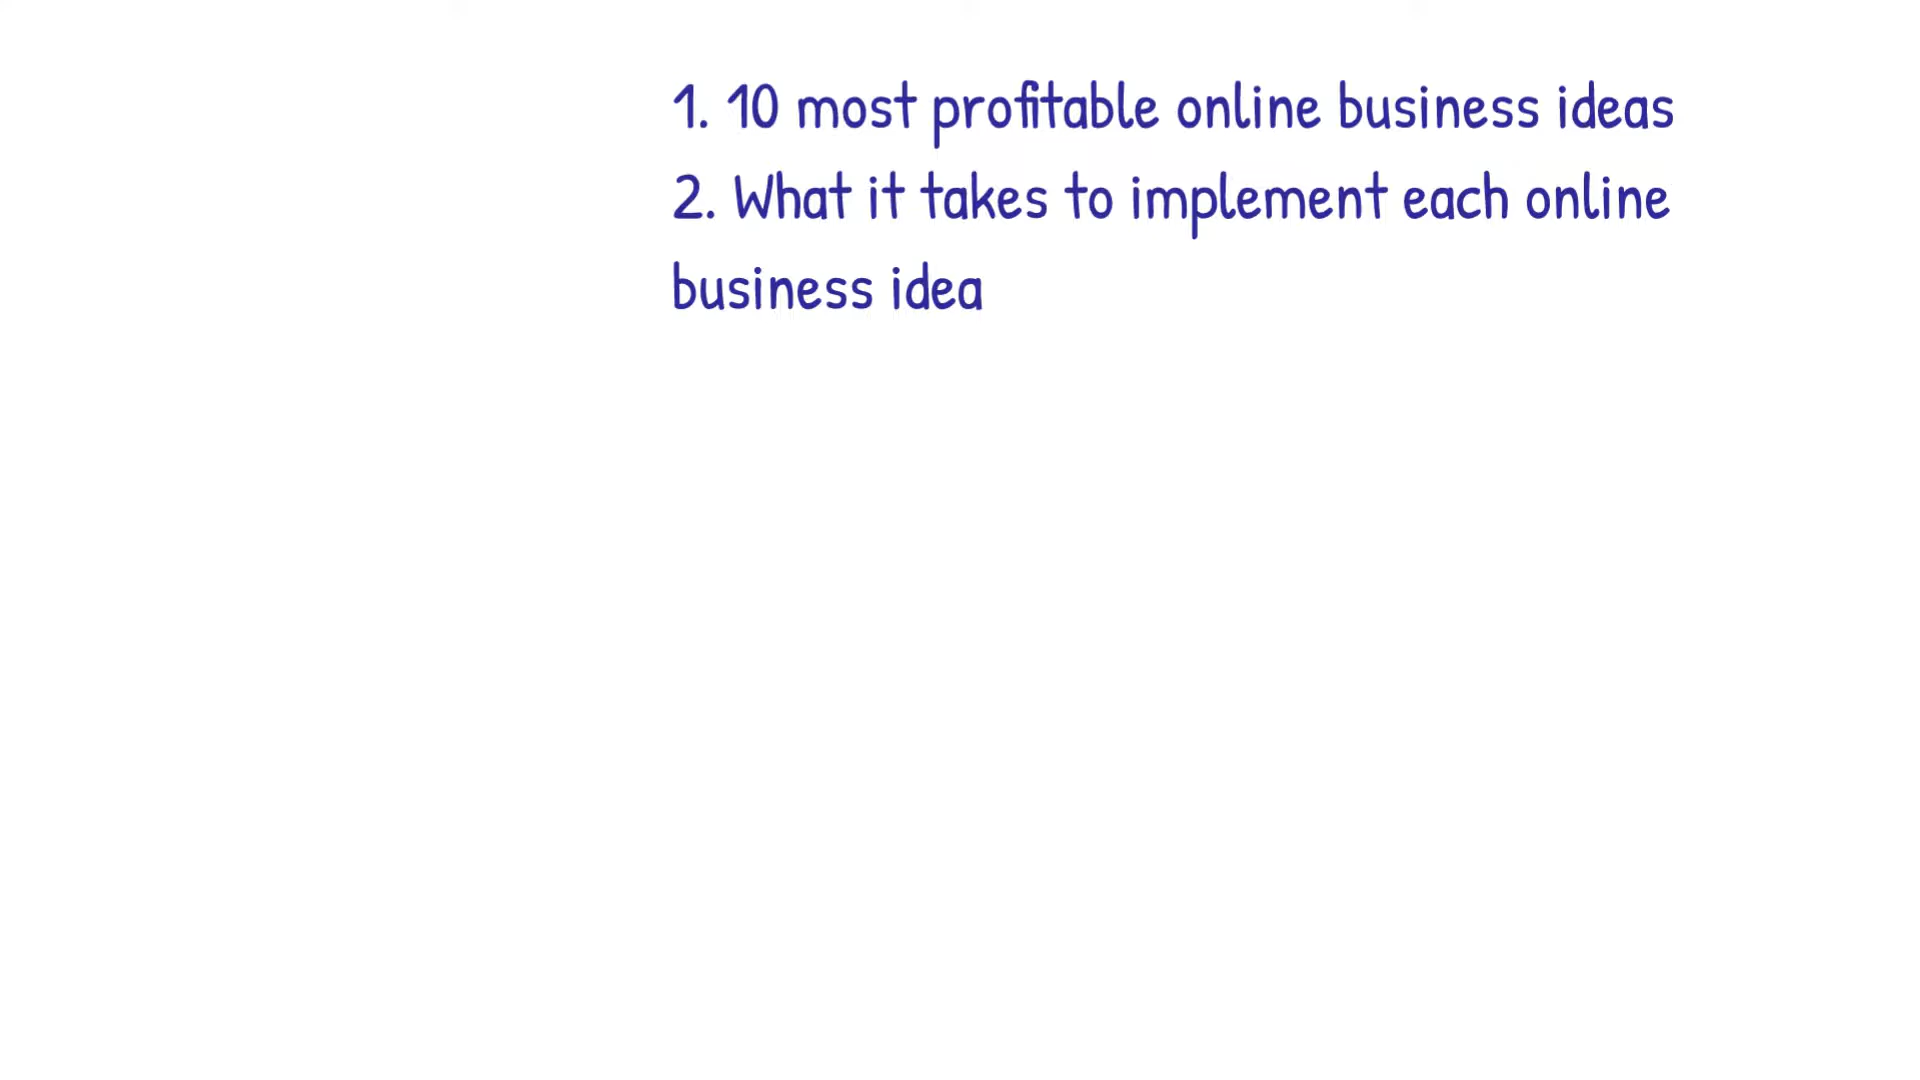 1. 10 most profitable online business ideas
2. What it takes to implement each online
business idea